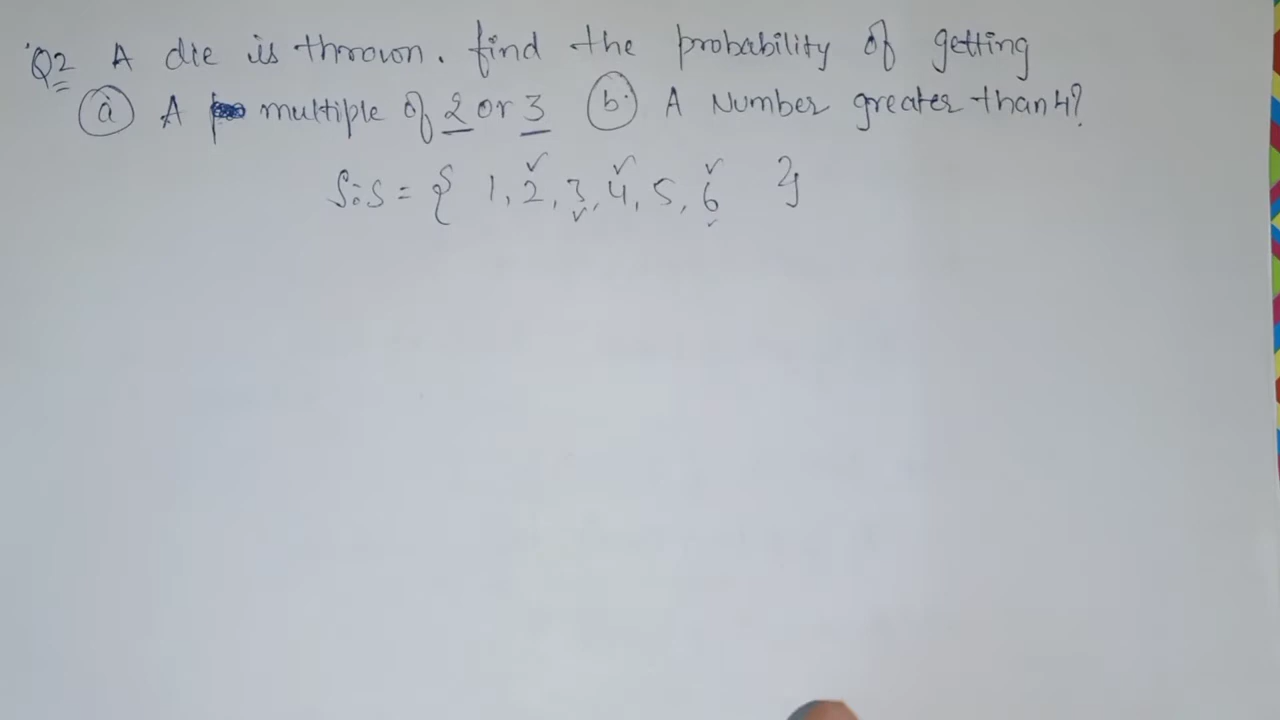 Q2 A die is thrown. find the probability of getting
(a) A multiple of 2 or 3 (b) A Number greater than 4?
S:S = { 1, 2, 3, 4, 5, 6 }